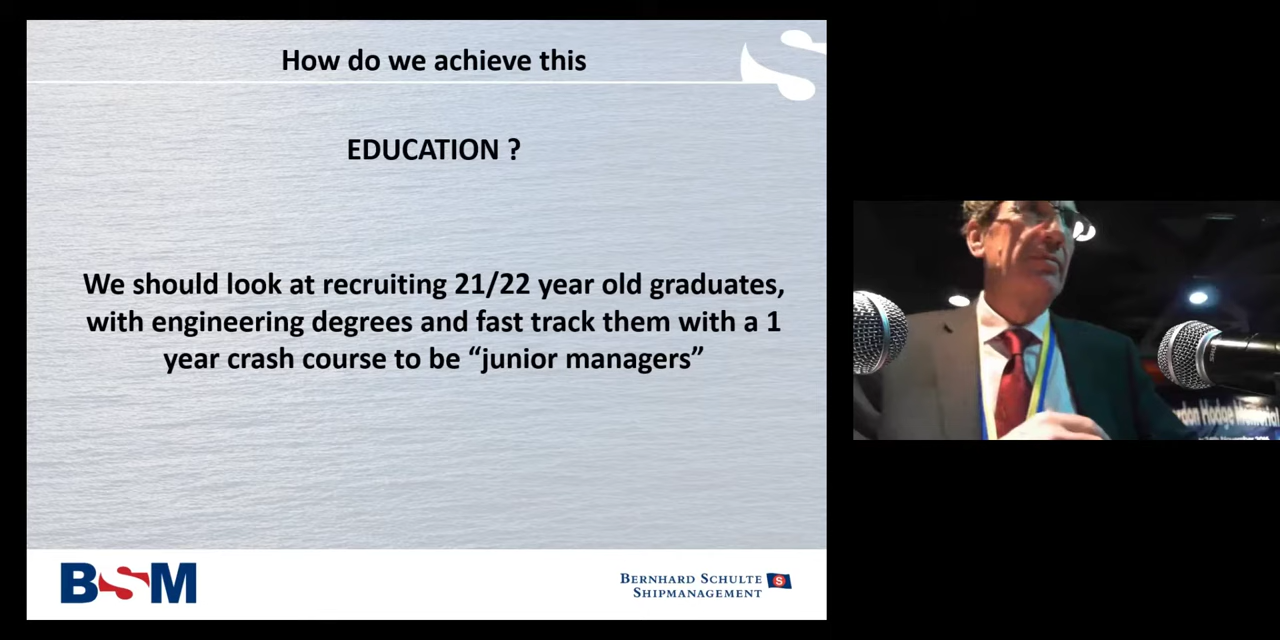 How do we achieve this
EDUCATION ?
We should look at recruiting 21/22 year old graduates,
with engineering degrees and fast track them with a 1
year crash course to be “junior managers”
BSM
BERNHARD SCHULTE
SHIPMANAGEMENT
S
Hodge